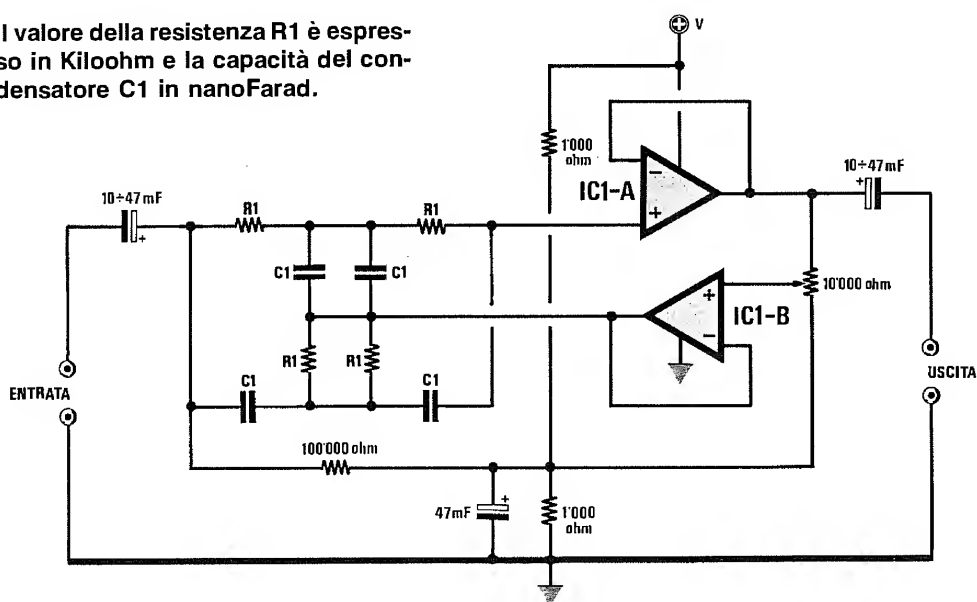 l valore della resistenza R1 è espres-
so in Kiloohm e la capacità del con-
densatore C1 in nanoFarad.
V
1'000
ohm
IC1-A
−
+
10÷47 mF
+
10÷47 mF
+
R1
R1
C1
C1
10'000 ohm
+
−
IC1-B
R1
R1
C1
C1
ENTRATA
USCITA
100'000 ohm
47 mF
+
1'000
ohm